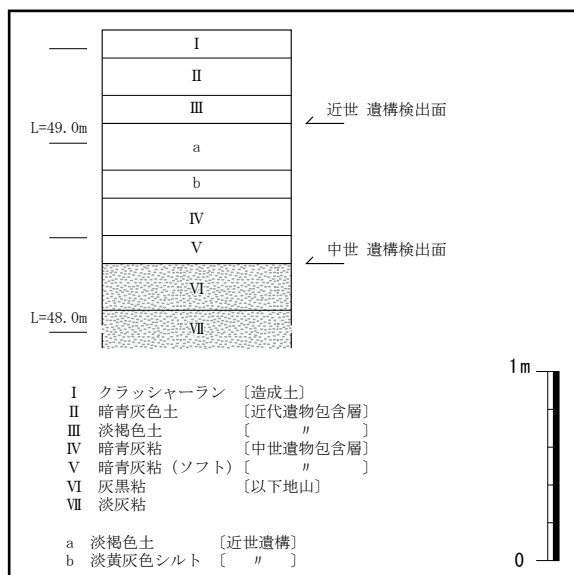 Ⅰ
Ⅱ
Ⅲ
近世 遺構検出面
L=49.0m
a
b
Ⅳ
Ⅴ
中世 遺構検出面
Ⅵ
L=48.0m
Ⅶ
1m
0
Ⅰ クラッシャーラン 〔造成土〕
Ⅱ 暗青灰色土 〔近代遺物包含層〕
Ⅲ 淡褐色土 〔 〃 〕
Ⅳ 暗青灰粘 〔中世遺物包含層〕
Ⅴ 暗青灰粘（ソフト）〔 〃 〕
Ⅵ 灰黒粘 〔以下地山〕
Ⅶ 淡灰粘
a 淡褐色土 〔近世遺構〕
b 淡黄灰色シルト 〔 〃 〕